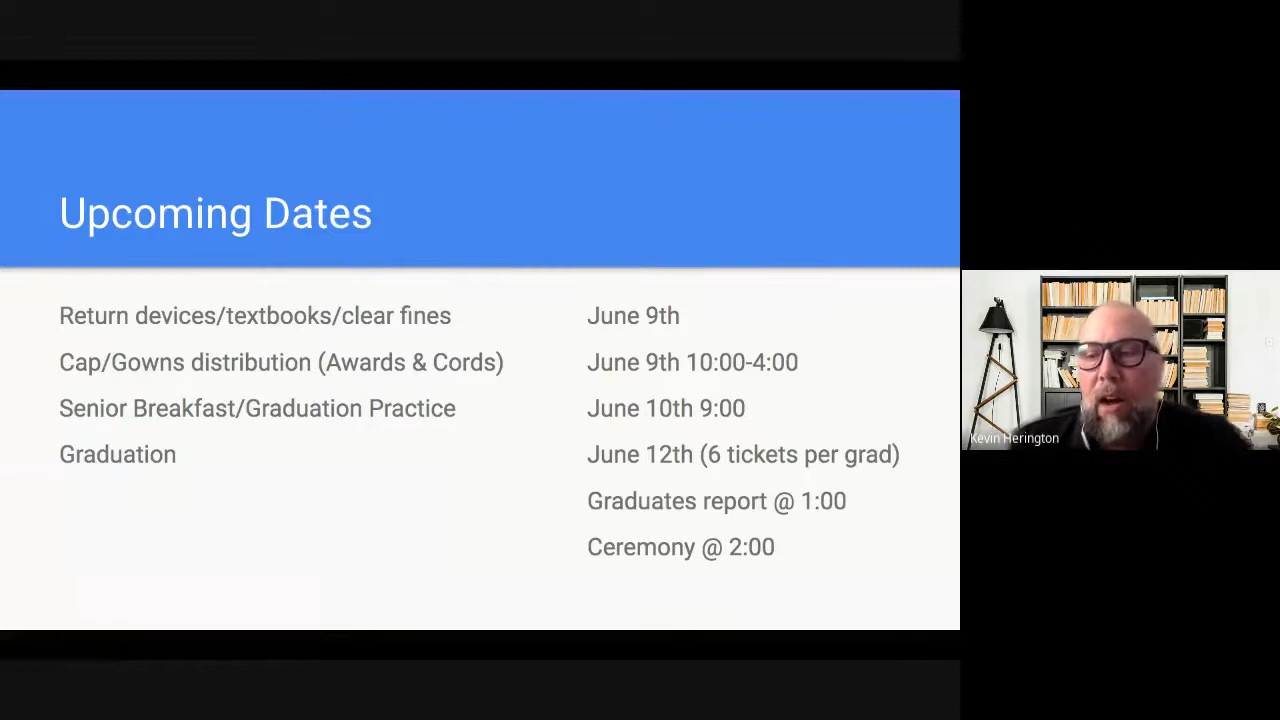 Upcoming Dates
Return devices/textbooks/clear fines June 9th
Cap/Gowns distribution (Awards & Cords) June 9th 10:00-4:00
Senior Breakfast/Graduation Practice June 10th 9:00
Graduation June 12th (6 tickets per grad)
Graduates report @ 1:00
Ceremony @ 2:00
Kevin Herington